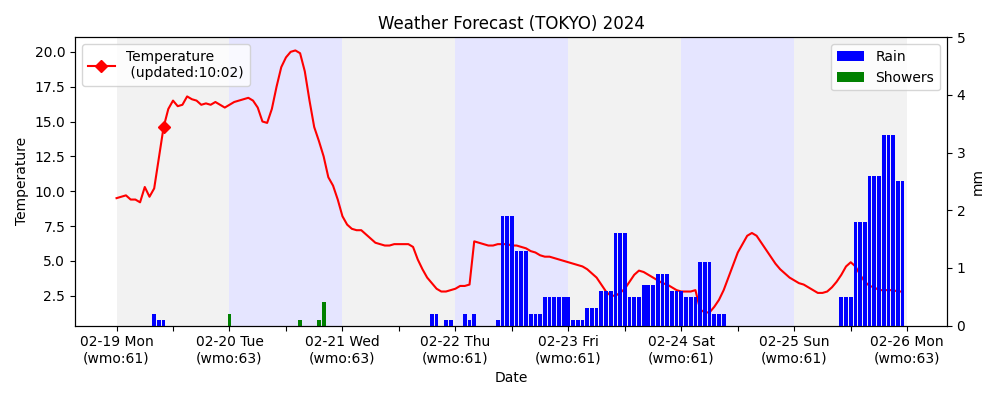 Weather Forecast (TOKYO) 2024
Temperature
(updated:10:02)
Rain
Showers
20.0
17.5
15.0
12.5
10.0
7.5
5.0
2.5
Temperature
5
4
3
2
1
0
mm
02-19 Mon 02-20 Tue 02-21 Wed 02-22 Thu 02-23 Fri 02-24 Sat 02-25 Sun 02-26 Mon
(wmo:61) (wmo:63) (wmo:63) (wmo:61) (wmo:61) (wmo:61) (wmo:61) (wmo:63)
Date